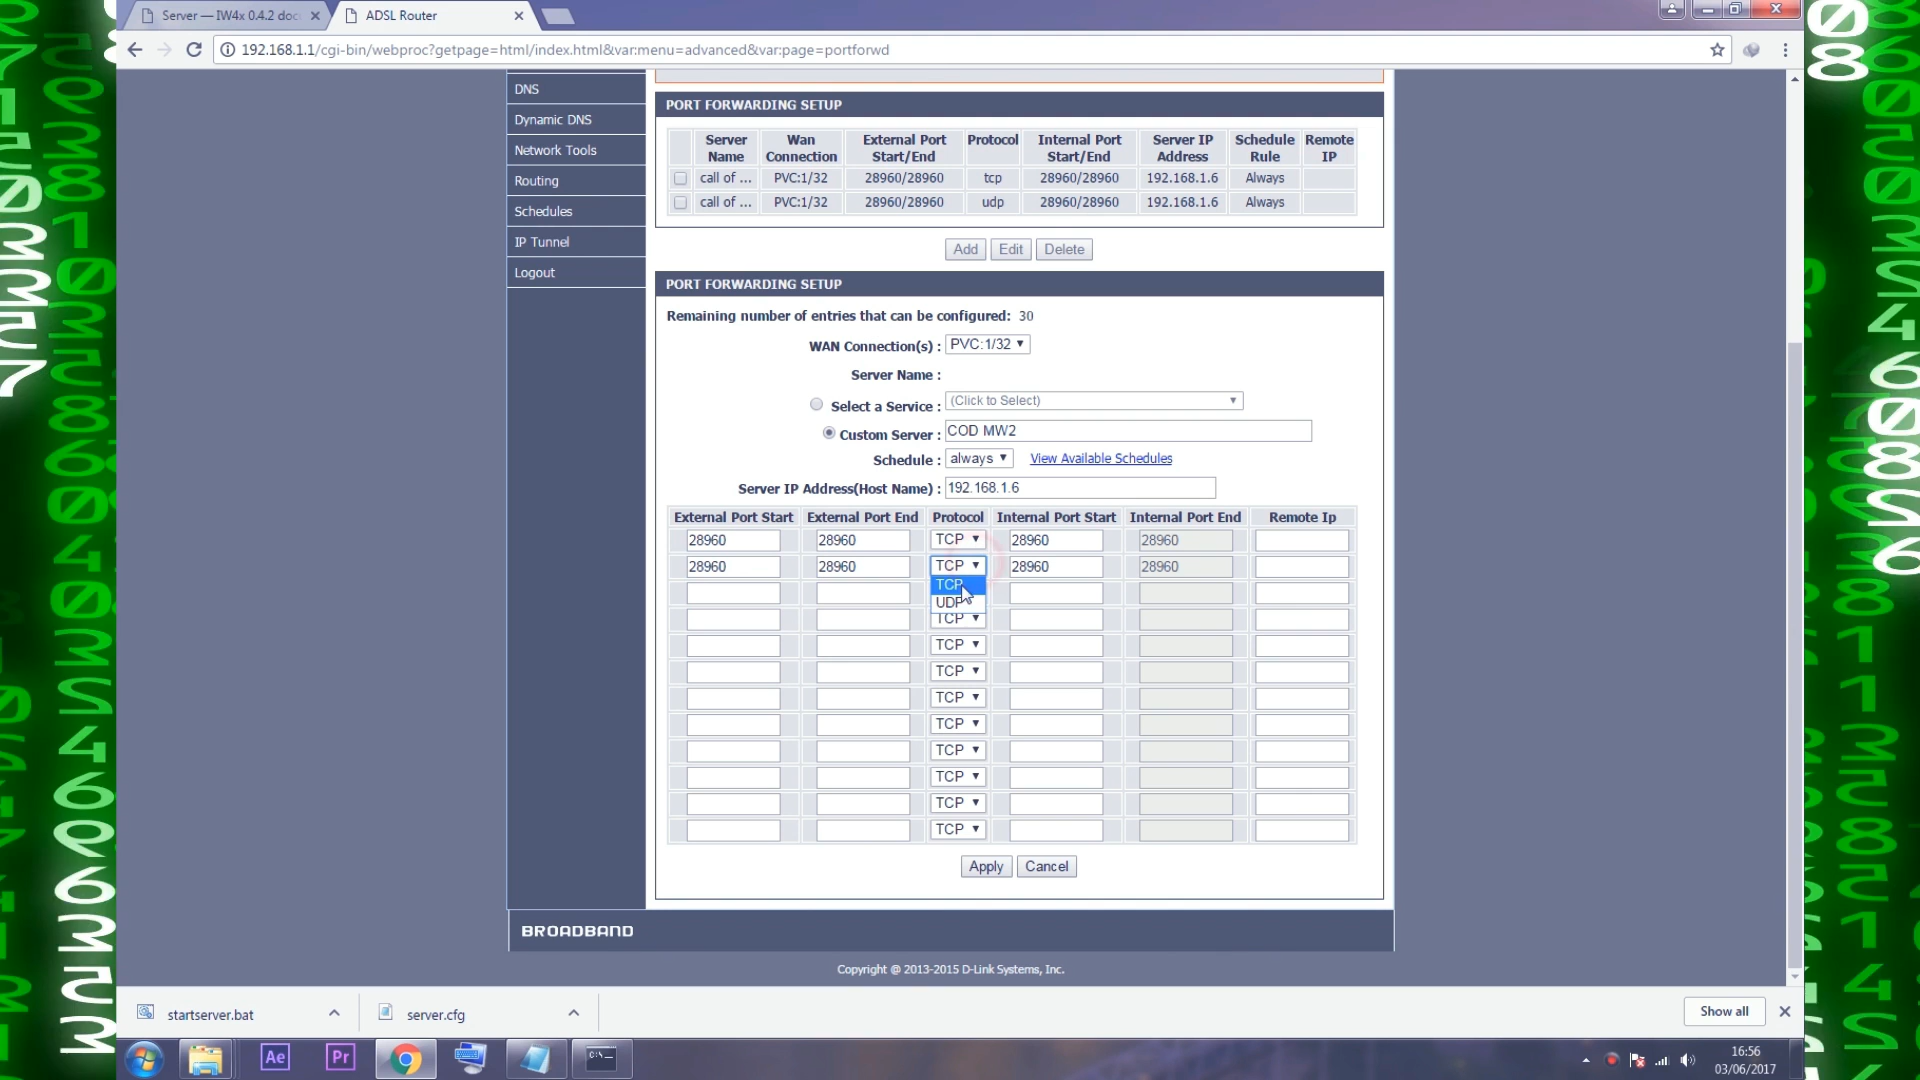 Server — IW4x 0.4.2 doc
ADSL Router
192.168.1.1/cgi-bin/webproc?getpage=html/index.html&var:menu=advanced&var:page=portforwd
DNS
Dynamic DNS
Network Tools
Routing
Schedules
IP Tunnel
Logout
PORT FORWARDING SETUP
Server Name Wan Connection External Port Start/End Protocol Internal Port Start/End Server IP Address Schedule Rule Remote IP
call of ... PVC:1/32 28960/28960 tcp 28960/28960 192.168.1.6 Always
call of ... PVC:1/32 28960/28960 udp 28960/28960 192.168.1.6 Always
Add Edit Delete
PORT FORWARDING SETUP
Remaining number of entries that can be configured: 30
WAN Connection(s) : PVC:1/32
Server Name :
Select a Service : (Click to Select)
Custom Server : COD MW2
Schedule : always View Available Schedules
Server IP Address(Host Name) : 192.168.1.6
External Port Start External Port End Protocol Internal Port Start Internal Port End Remote Ip
28960 28960 TCP 28960 28960
28960 28960 TCP 28960 28960
TCP
UDP
TCP
TCP
TCP
TCP
TCP
TCP
TCP
TCP
TCP
Apply Cancel
BROADBAND
Copyright @ 2013-2015 D-Link Systems, Inc.
startserver.bat server.cfg Show all
Ae Pr C:\
16:56
03/06/2017